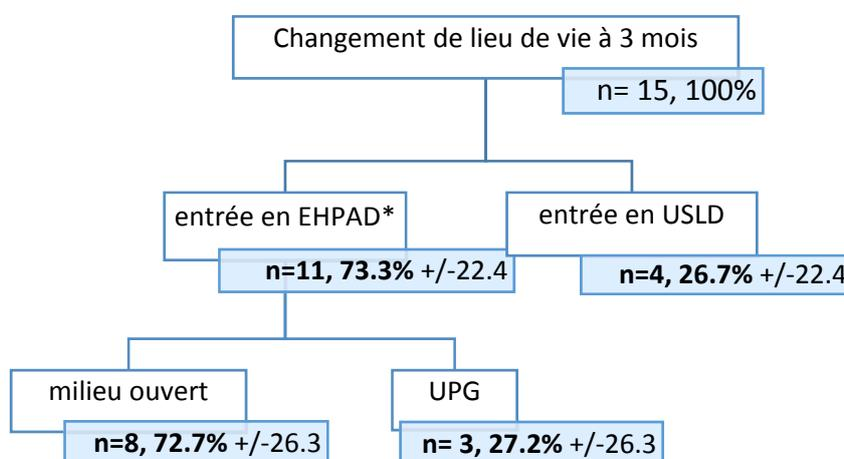 Changement de lieu de vie à 3 mois
n= 15, 100%
entrée en EHPAD*
entrée en USLD
n=11, 73.3% +/-22.4
n=4, 26.7% +/-22.4
milieu ouvert
UPG
n=8, 72.7% +/-26.3
n= 3, 27.2% +/-26.3